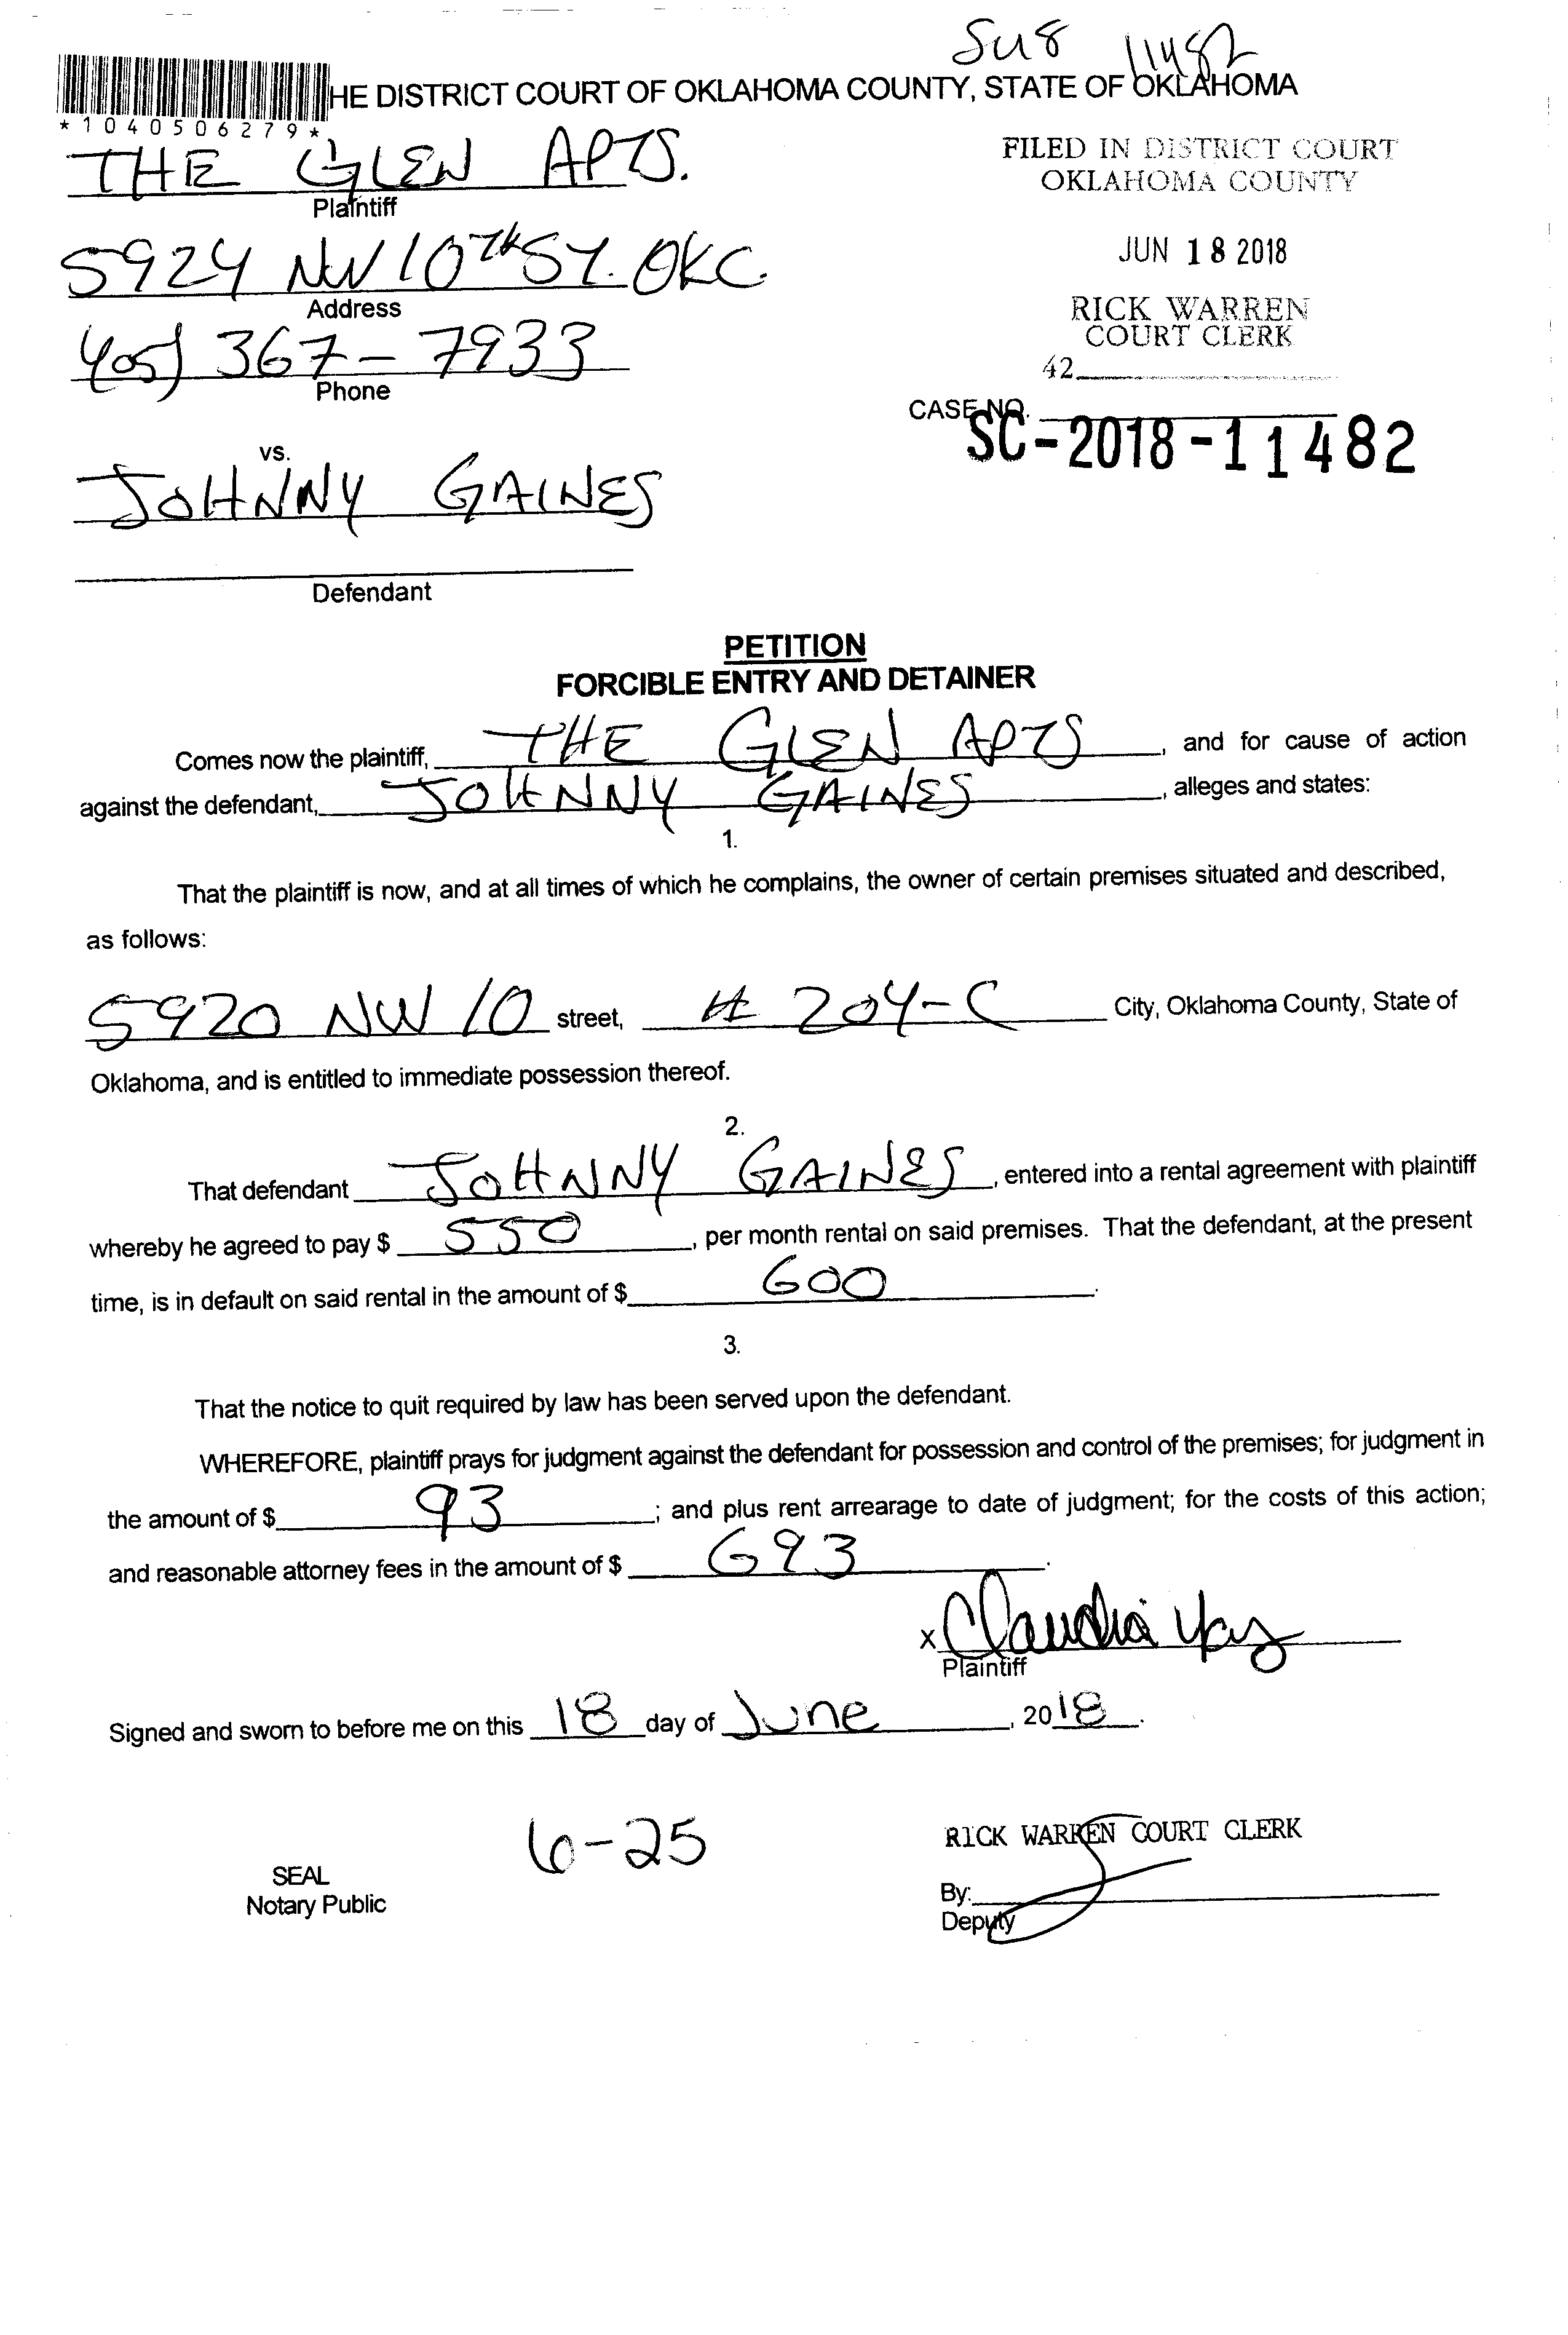 SU8 11482
HE DISTRICT COURT OF OKLAHOMA COUNTY, STATE OF OKLAHOMA
*1040506279*
THE GLEN APTS.
Plaintiff
FILED IN DISTRICT COURT
OKLAHOMA COUNTY
5924 NW 10TH ST. OKC.
Address
JUN 18 2018
(405) 367-7933
Phone
RICK WARREN
COURT CLERK
42
CASE NO.
SC-2018-11482
vs.
JOHNNY GAINES
Defendant
PETITION
FORCIBLE ENTRY AND DETAINER
Comes now the plaintiff, THE GLEN APTS, and for cause of action
against the defendant, JOHNNY GAINES, alleges and states:
1.
That the plaintiff is now, and at all times of which he complains, the owner of certain premises situated and described,
as follows:
5920 NW 10 street, # 204-C City, Oklahoma County, State of
Oklahoma, and is entitled to immediate possession thereof.
2.
That defendant JOHNNY GAINES, entered into a rental agreement with plaintiff
whereby he agreed to pay $ 550, per month rental on said premises. That the defendant, at the present
time, is in default on said rental in the amount of $ 600.
3.
That the notice to quit required by law has been served upon the defendant.
WHEREFORE, plaintiff prays for judgment against the defendant for possession and control of the premises; for judgment in
the amount of $ 93; and plus rent arrearage to date of judgment; for the costs of this action;
and reasonable attorney fees in the amount of $ 693.
x Claudia
Plaintiff
Signed and sworn to before me on this 18 day of June, 2018.
6-25
RICK WARREN COURT CLERK
SEAL
Notary Public
By:
Deputy